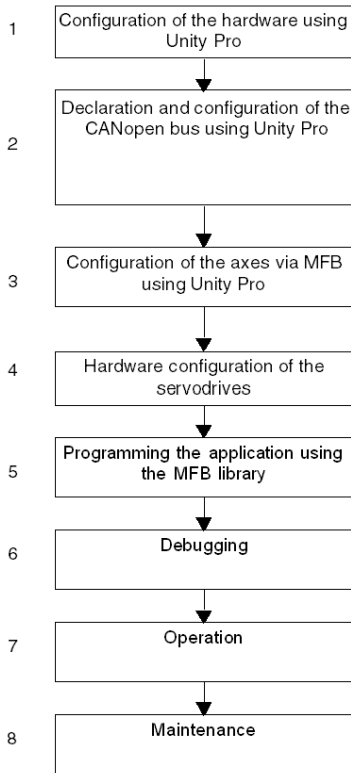 1
Configuration of the hardware using
Unity Pro
2
Declaration and configuration of the
CANopen bus using Unity Pro
3
Configuration of the axes via MFB
using Unity Pro
4
Hardware configuration of the
servodrives
5
Programming the application using
the MFB library
6
Debugging
7
Operation
8
Maintenance